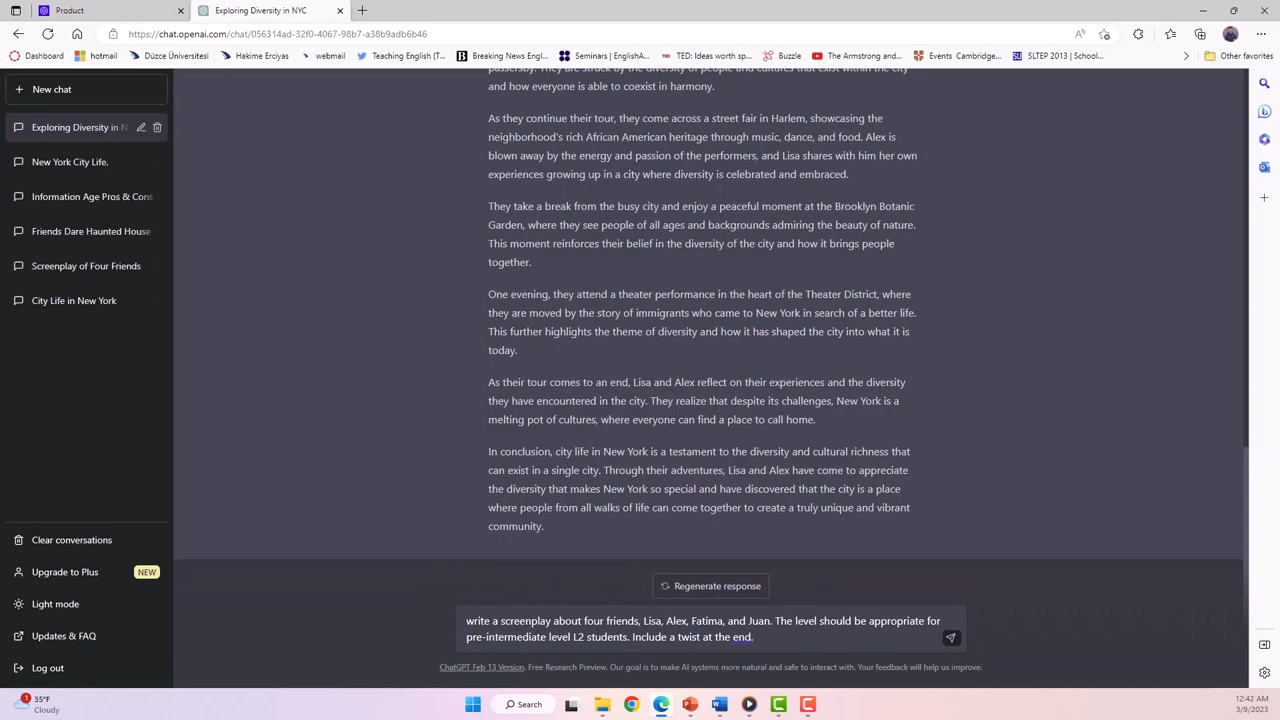 Product
Exploring Diversity in NYC
https://chat.openai.com/chat/056314ad-32f0-4067-98b7-a38b9adb6b46
Dashboard
hotmail
Düzce Üniversitesi
Hakime Erciyas
webmail
Teaching English (T...
Breaking News Engl...
Seminars | EnglishA...
TED: Ideas worth sp...
Buzzle
The Armstrong and...
Events Cambridge...
SLTEP 2013 | School...
Other favorites
New chat
Exploring Diversity in N
New York City Life.
Information Age Pros & Cons
Friends Dare Haunted House
Screenplay of Four Friends
City Life in New York
Clear conversations
Upgrade to Plus
NEW
Light mode
Updates & FAQ
Log out
passersby. They are struck by the diversity of people and cultures that exist within the city
and how everyone is able to coexist in harmony.
As they continue their tour, they come across a street fair in Harlem, showcasing the
neighborhood's rich African American heritage through music, dance, and food. Alex is
blown away by the energy and passion of the performers, and Lisa shares with him her own
experiences growing up in a city where diversity is celebrated and embraced.
They take a break from the busy city and enjoy a peaceful moment at the Brooklyn Botanic
Garden, where they see people of all ages and backgrounds admiring the beauty of nature.
This moment reinforces their belief in the diversity of the city and how it brings people
together.
One evening, they attend a theater performance in the heart of the Theater District, where
they are moved by the story of immigrants who came to New York in search of a better life.
This further highlights the theme of diversity and how it has shaped the city into what it is
today.
As their tour comes to an end, Lisa and Alex reflect on their experiences and the diversity
they have encountered in the city. They realize that despite its challenges, New York is a
melting pot of cultures, where everyone can find a place to call home.
In conclusion, city life in New York is a testament to the diversity and cultural richness that
can exist in a single city. Through their adventures, Lisa and Alex have come to appreciate
the diversity that makes New York so special and have discovered that the city is a place
where people from all walks of life can come together to create a truly unique and vibrant
community.
Regenerate response
write a screenplay about four friends, Lisa, Alex, Fatima, and Juan. The level should be appropriate for
pre-intermediate level L2 students. Include a twist at the end.
ChatGPT Feb 13 Version. Free Research Preview. Our goal is to make AI systems more natural and safe to interact with. Your feedback will help us improve.
1
35°F
Cloudy
Search
12:42 AM
3/9/2023